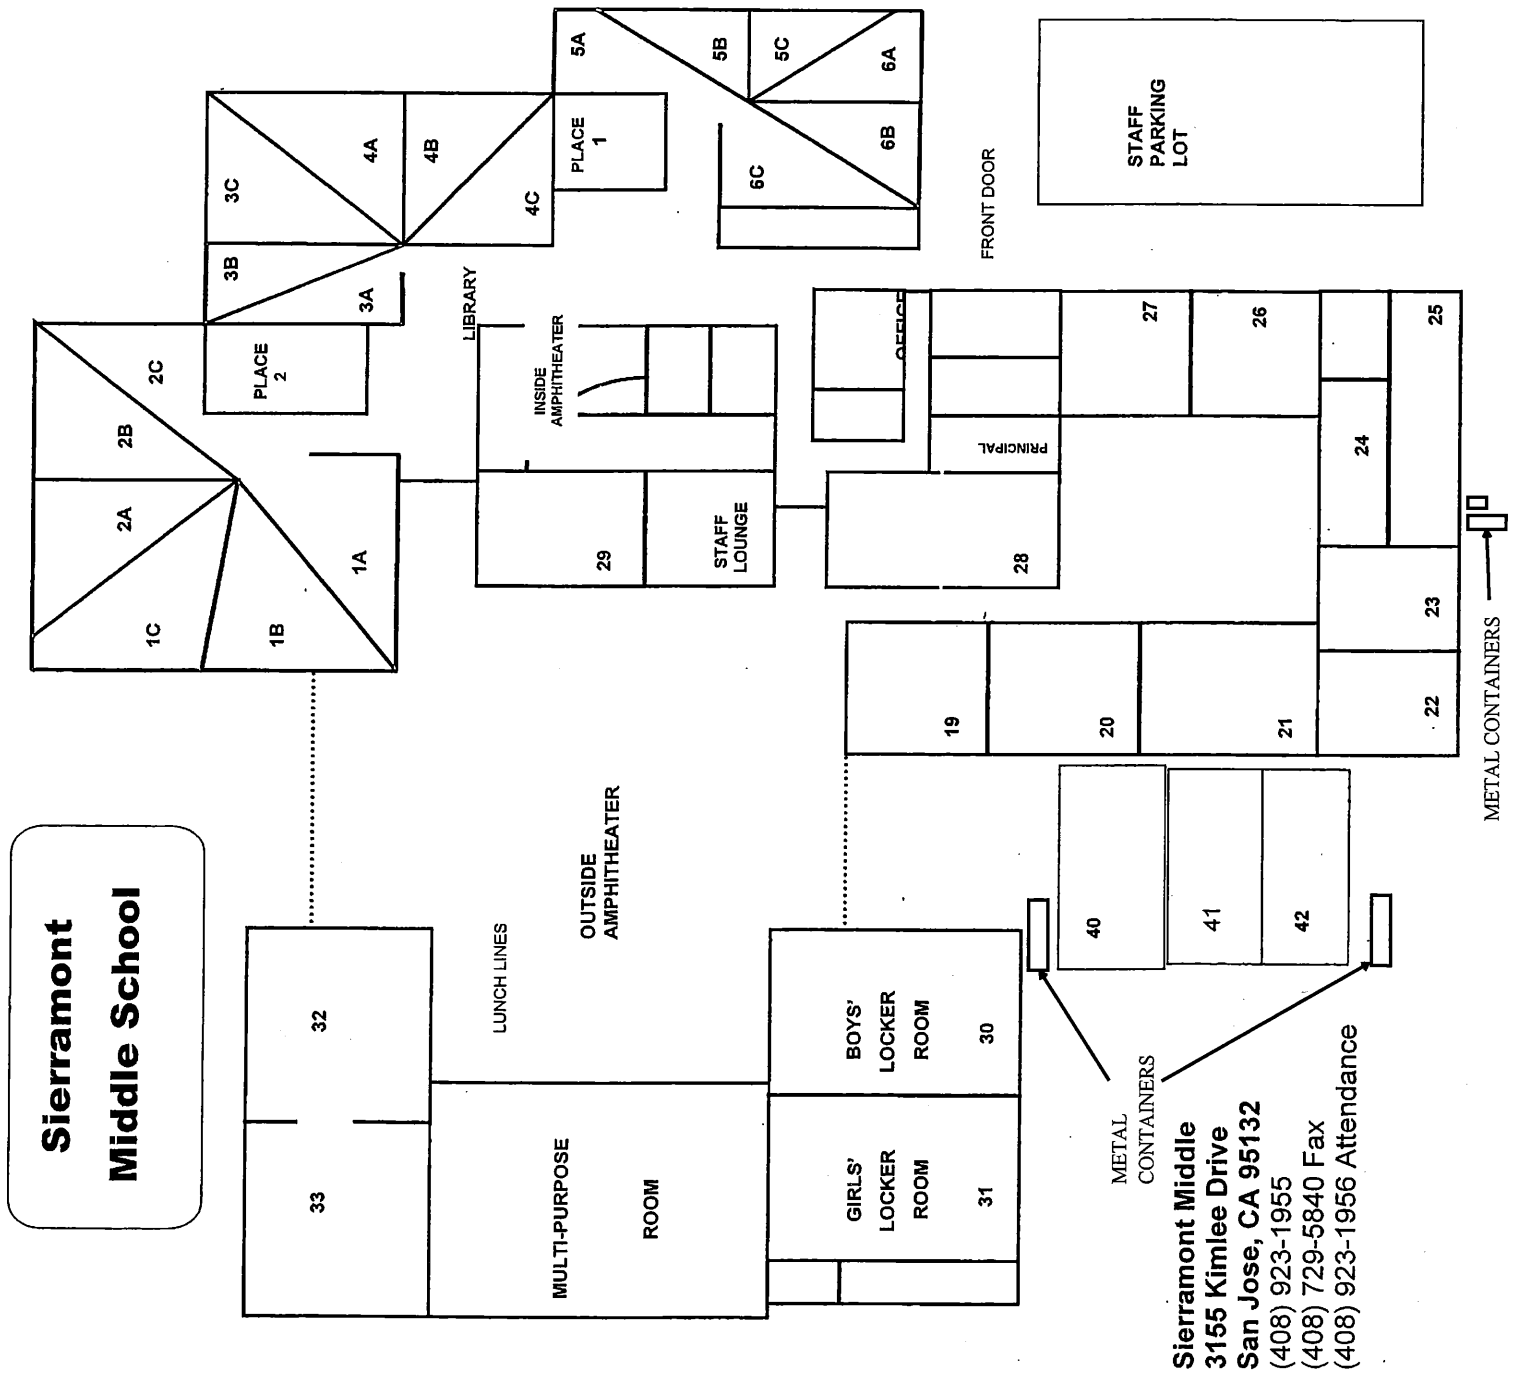 Sierramont
Middle School
33
32
MULTI-PURPOSE
ROOM
LUNCH LINES
OUTSIDE
AMPHITHEATER
GIRLS'
LOCKER
ROOM
31
BOYS'
LOCKER
ROOM
30
METAL
CONTAINERS
Sierramont Middle
3155 Kimlee Drive
San Jose, CA 95132
(408) 923-1955
(408) 729-5840 Fax
(408) 923-1956 Attendance
40
41
42
19
20
21
22
23
24
25
26
27
28
METAL CONTAINERS
1C
1B
1A
2A
2B
2C
PLACE
2
3B
3A
3C
4A
4B
4C
PLACE
1
5A
5B
5C
6A
6B
6C
LIBRARY
INSIDE
AMPHITHEATER
29
STAFF
LOUNGE
OFFICE
PRINCIPAL
FRONT DOOR
STAFF
PARKING
LOT